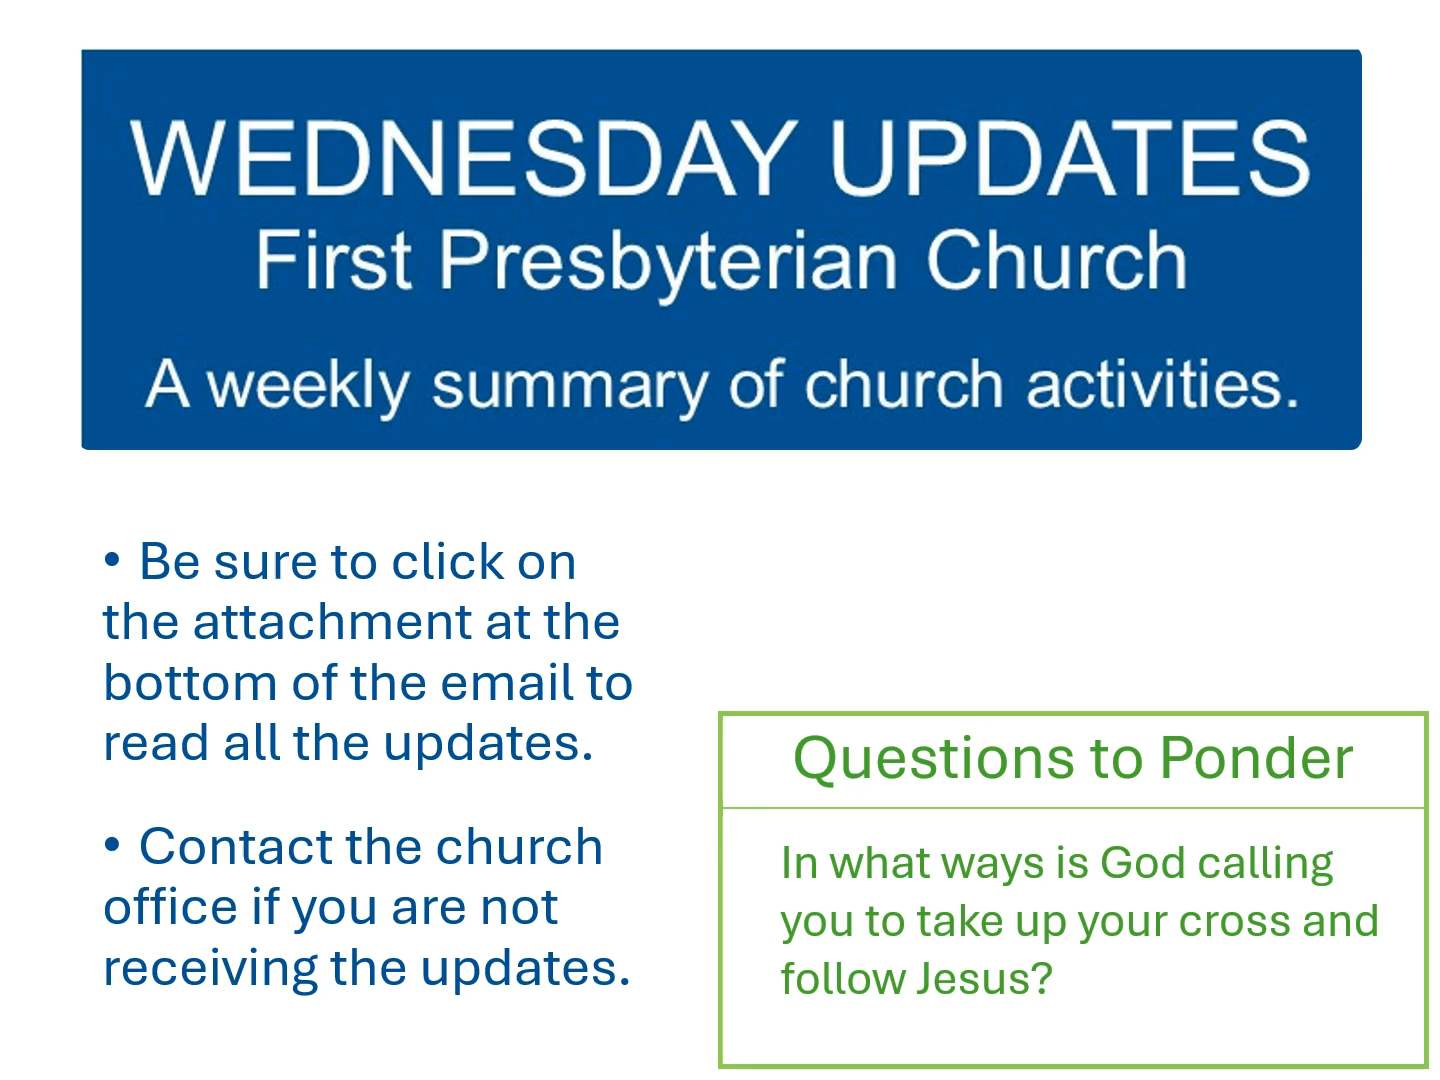 WEDNESDAY UPDATES
First Presbyterian Church
A weekly summary of church activities.
• Be sure to click on
the attachment at the
bottom of the email to
read all the updates.
• Contact the church
office if you are not
receiving the updates.
Questions to Ponder
In what ways is God calling
you to take up your cross and
follow Jesus?